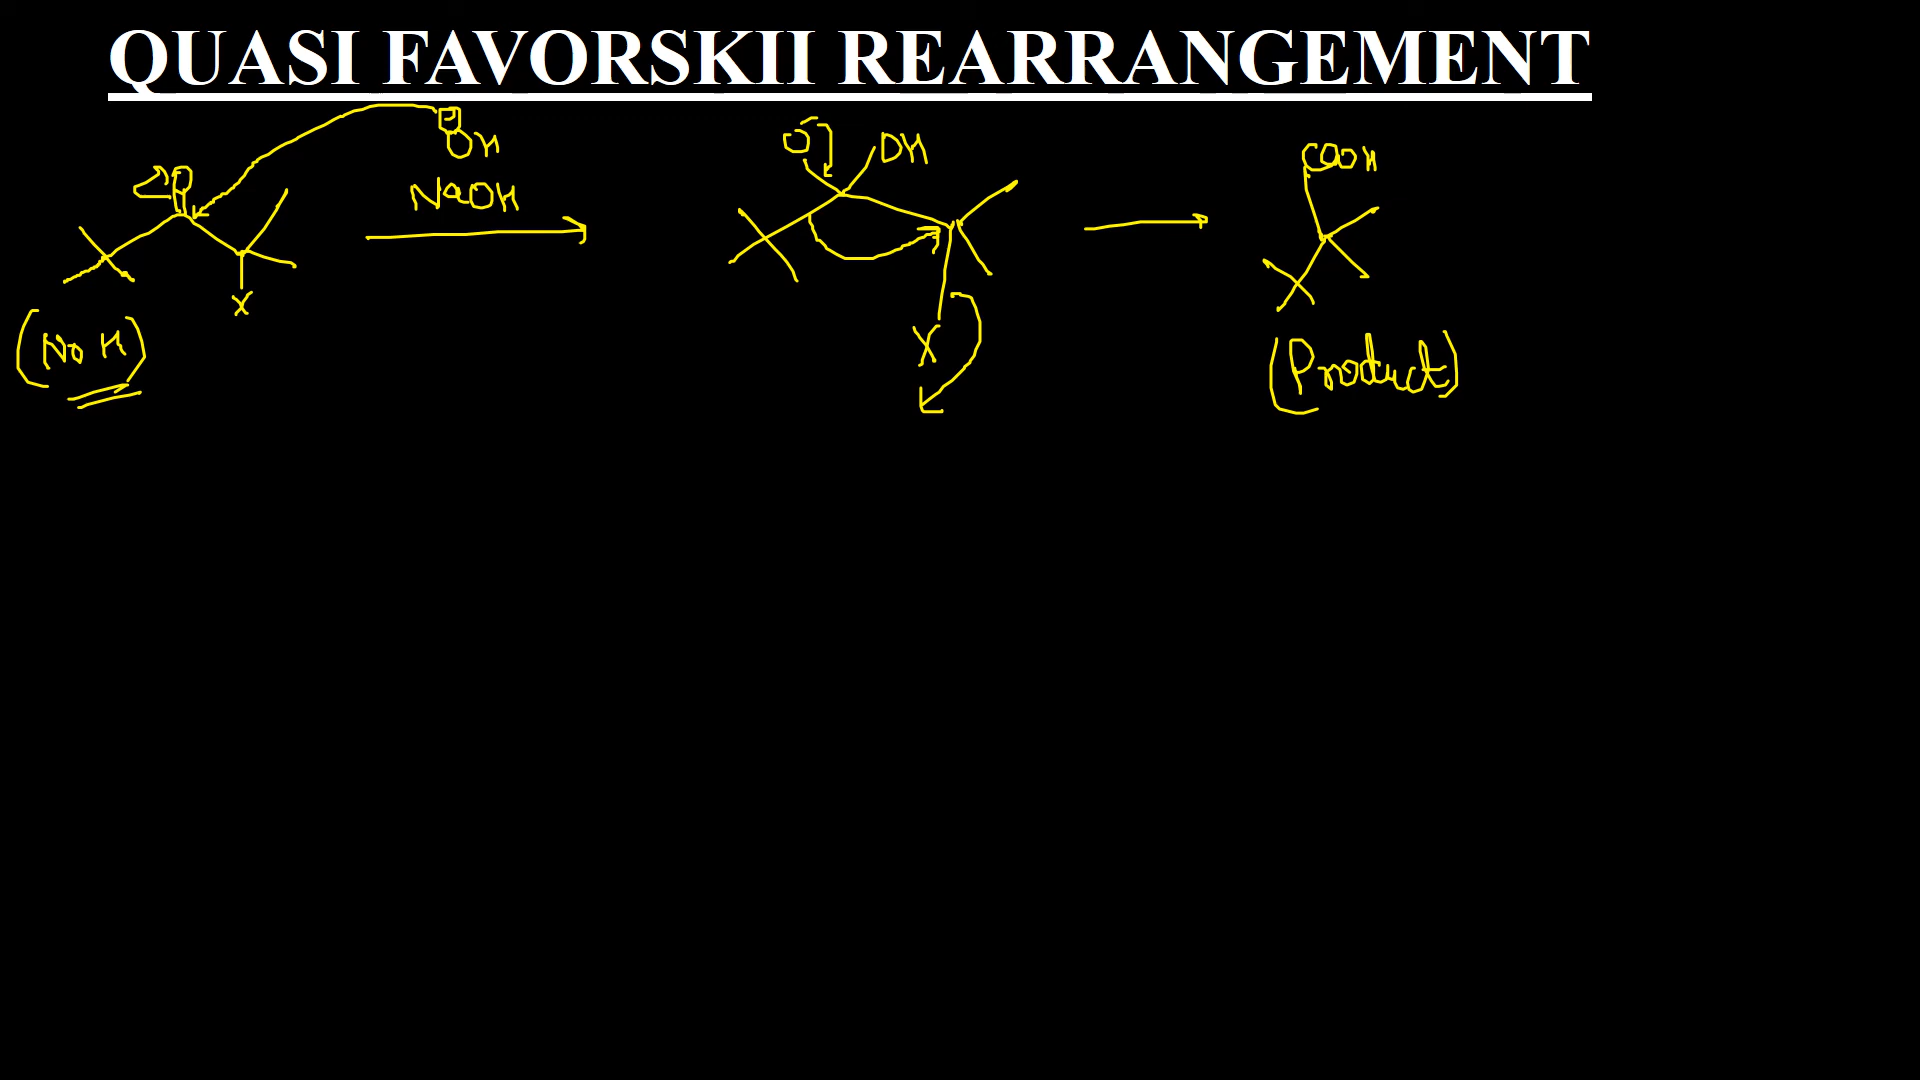 QUASI FAVORSKII REARRANGEMENT
OH
NaOH
O
X
(No H)
O⁻ OH
X
COOH
(Product)